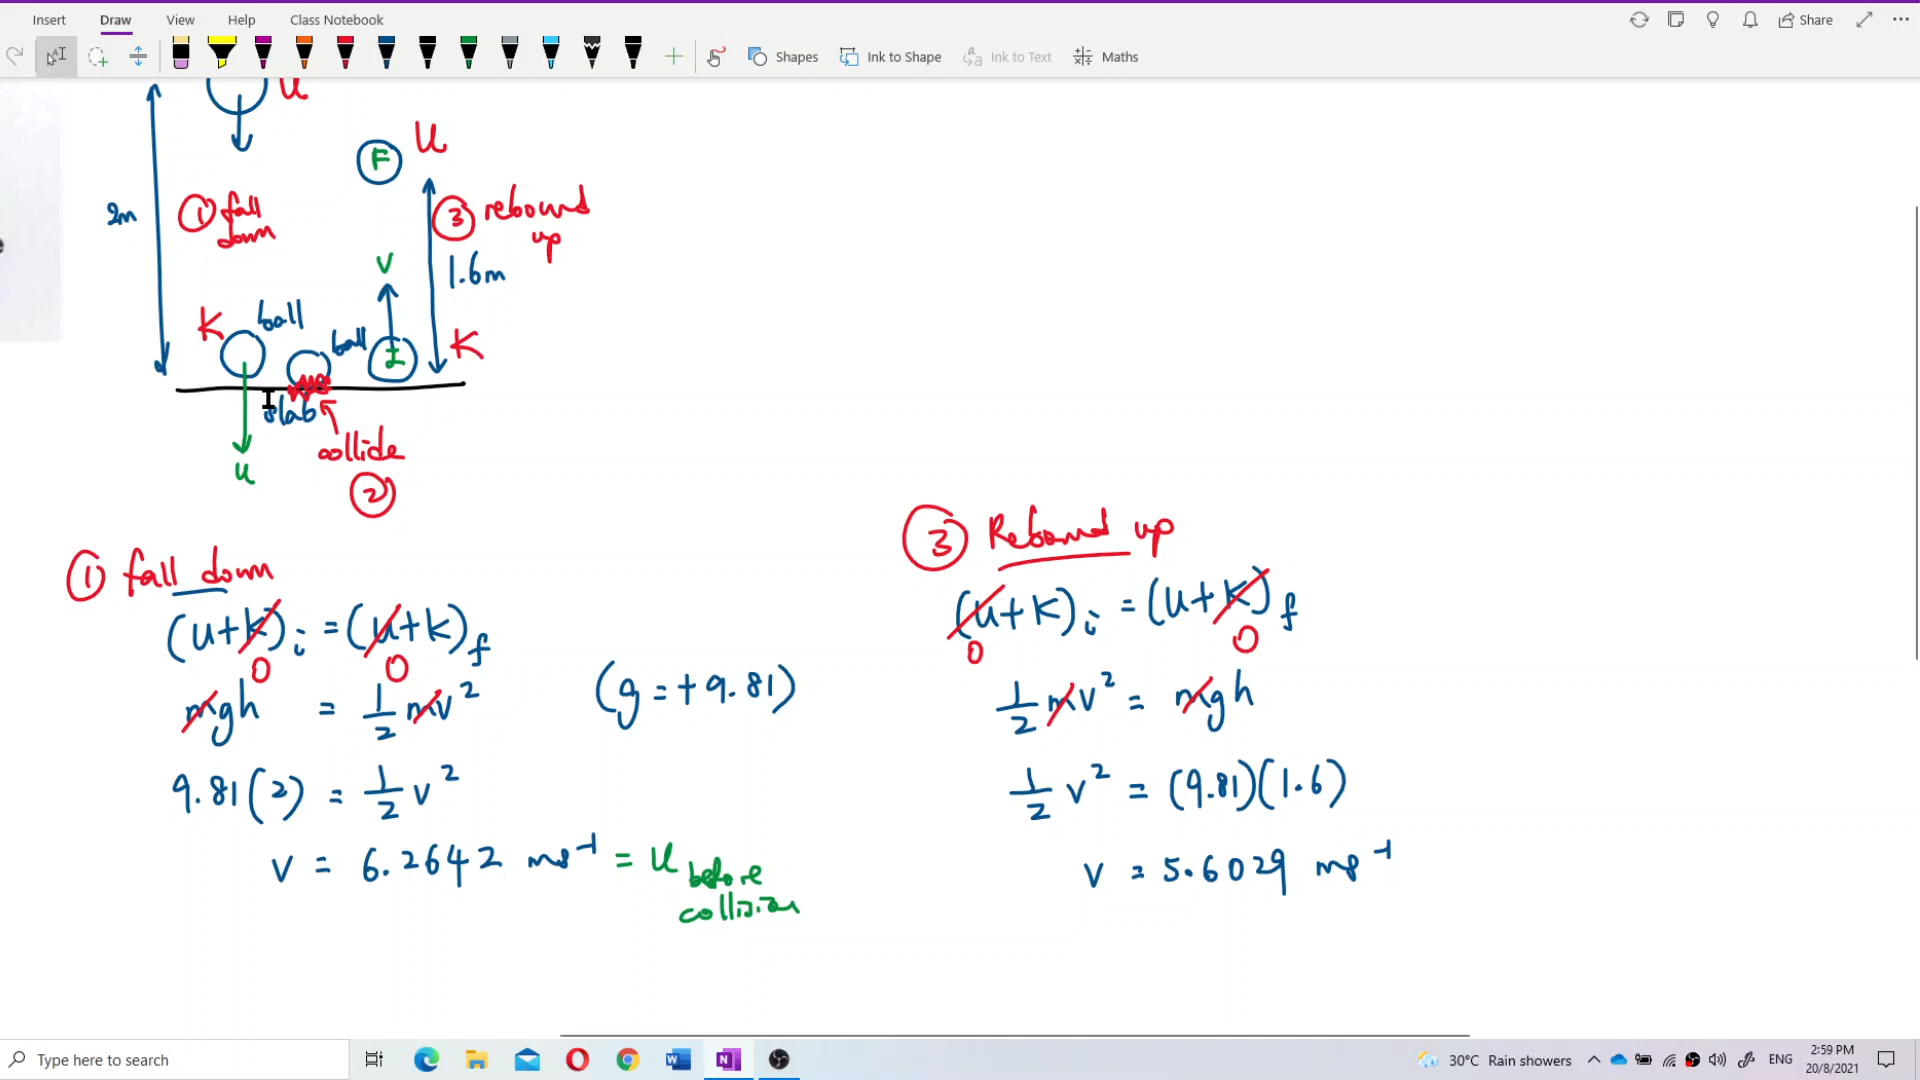 Insert Draw View Help Class Notebook Share
Shapes Ink to Shape Ink to Text Maths
U
F U
① fall down
2m
③ rebound up
1.6m
V
K ball
ball
I K
slab
collide
②
u
① fall down
(U+K)i = (U+K)f
0 0
mgh = 1/2 mv²
(g = +9.81)
9.81(2) = 1/2 v²
v = 6.2642 ms⁻¹ = u before collision
③ Rebound up
(U+K)i = (U+K)f
0 0
1/2 mv² = mgh
1/2 v² = (9.81)(1.6)
v = 5.6029 ms⁻¹
Type here to search
30°C Rain showers ENG 2:59 PM
20/8/2021